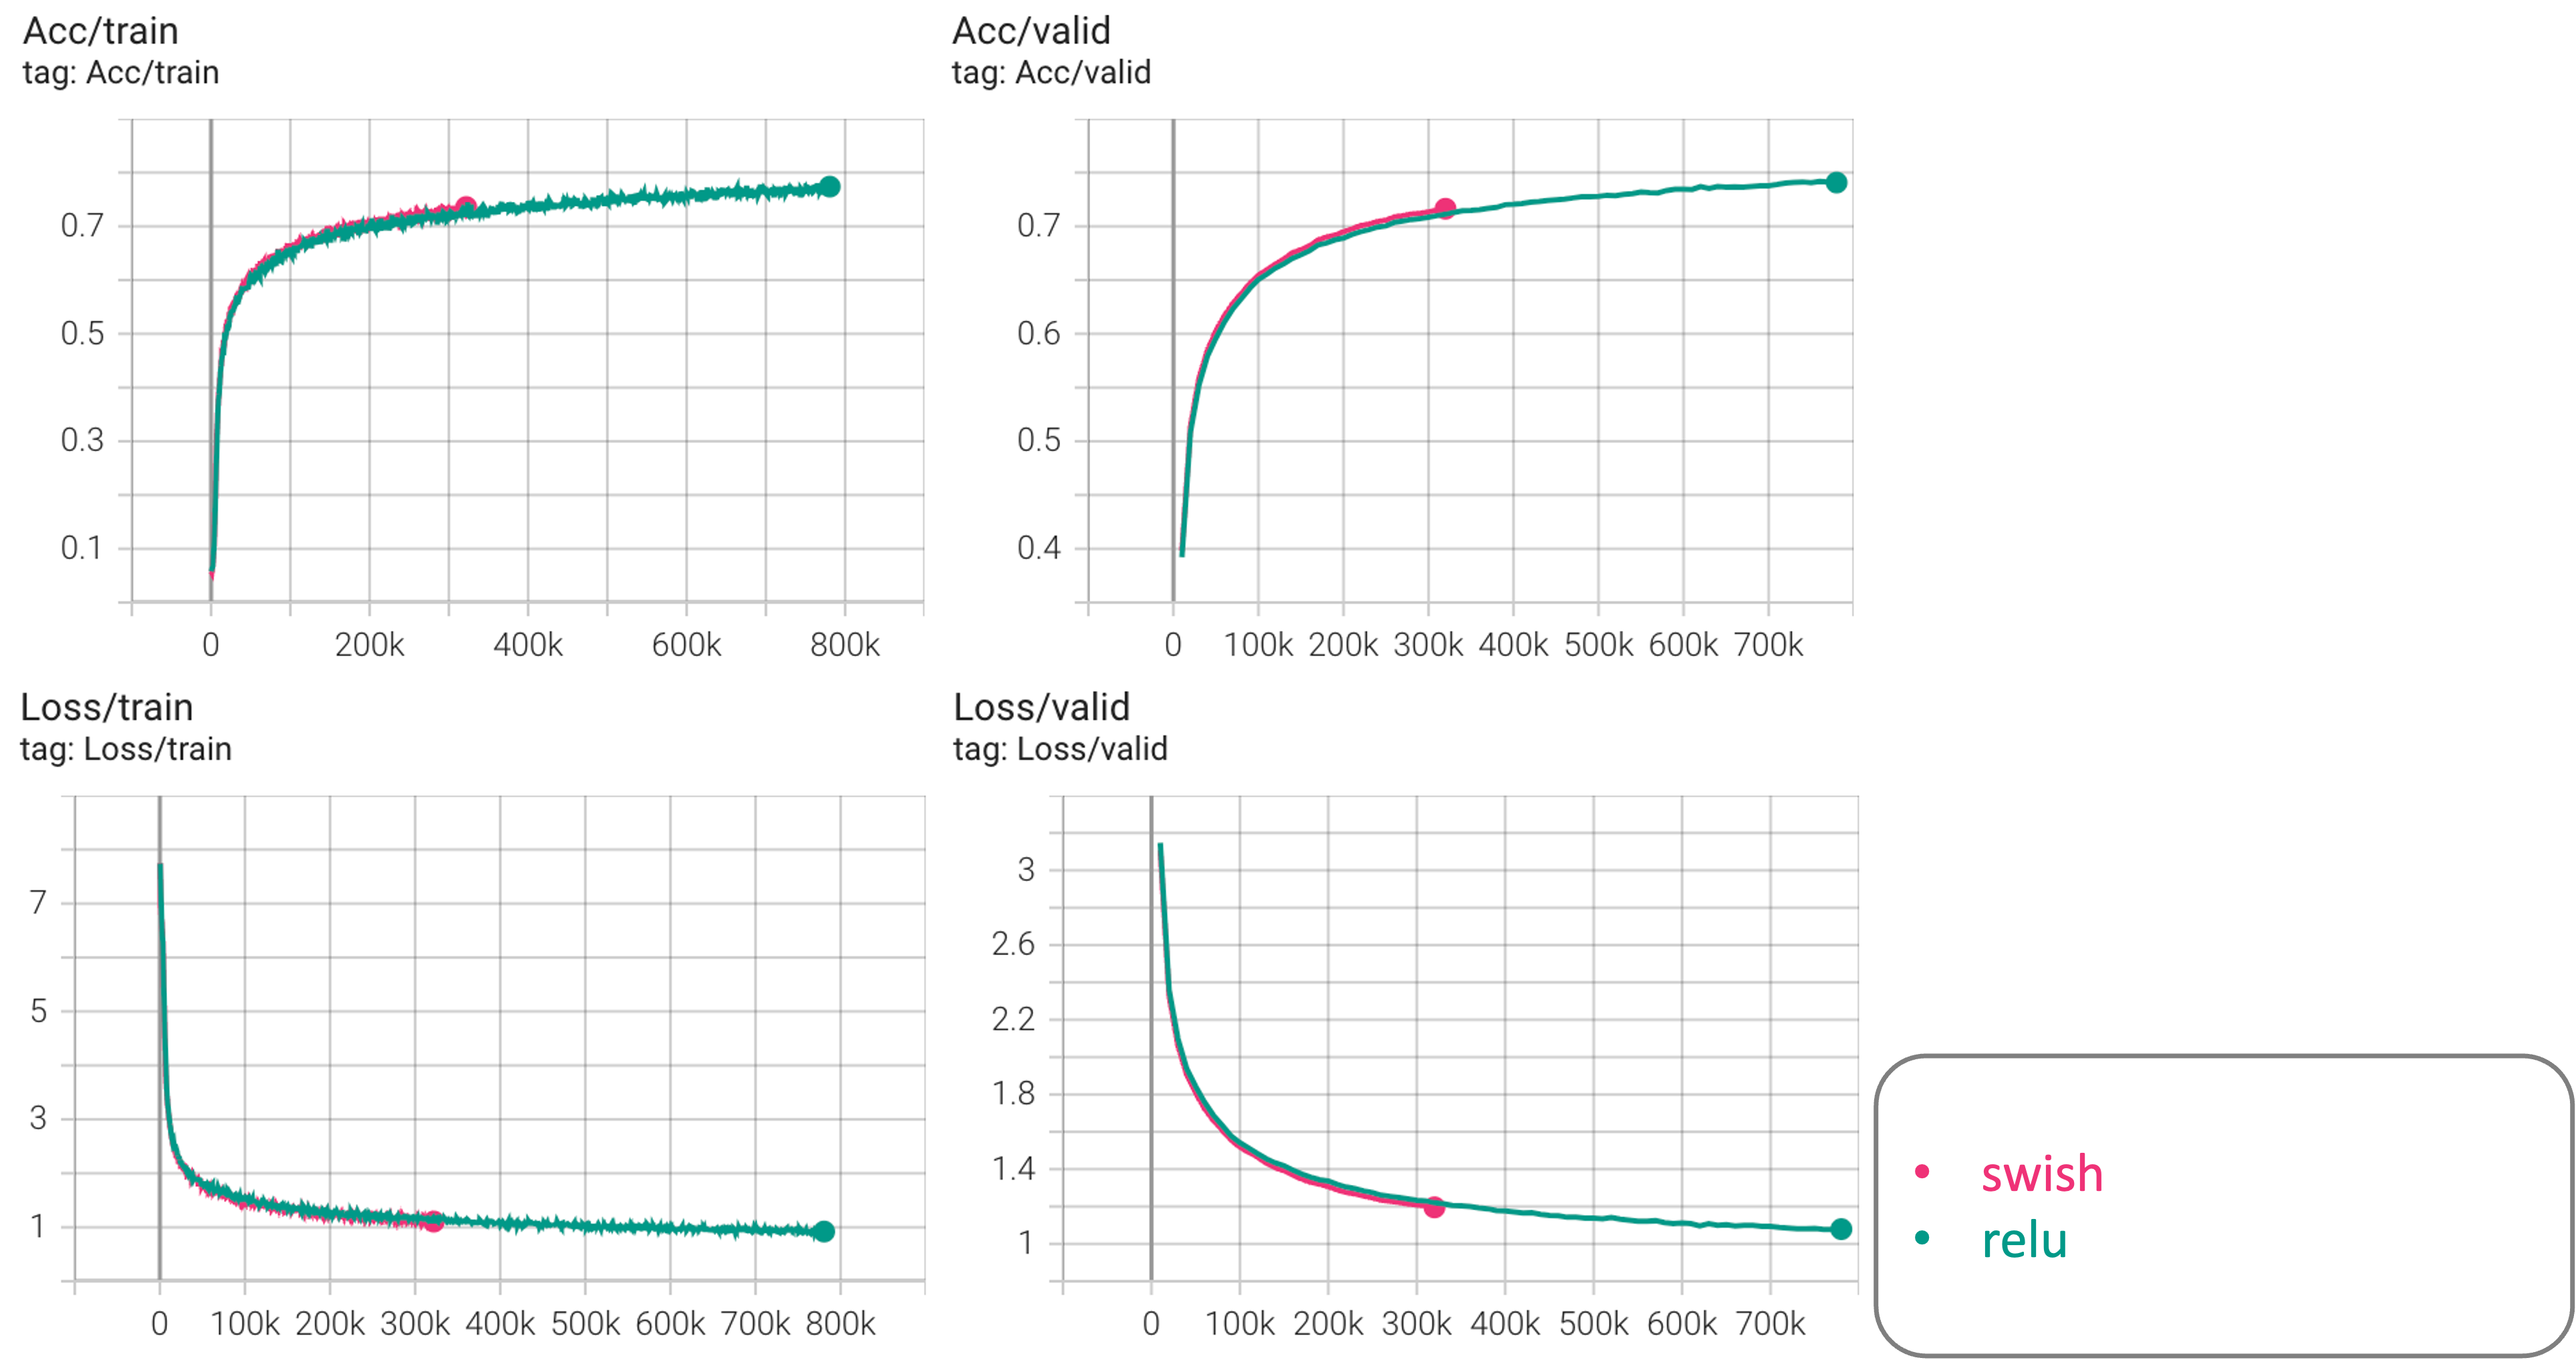 Acc/train
tag: Acc/train
0.7
0.5
0.3
0.1
0 200k 400k 600k 800k
Acc/valid
tag: Acc/valid
0.7
0.6
0.5
0.4
0 100k 200k 300k 400k 500k 600k 700k
Loss/train
tag: Loss/train
7
5
3
1
0 100k 200k 300k 400k 500k 600k 700k 800k
Loss/valid
tag: Loss/valid
3
2.6
2.2
1.8
1.4
1
0 100k 200k 300k 400k 500k 600k 700k
• swish
• relu